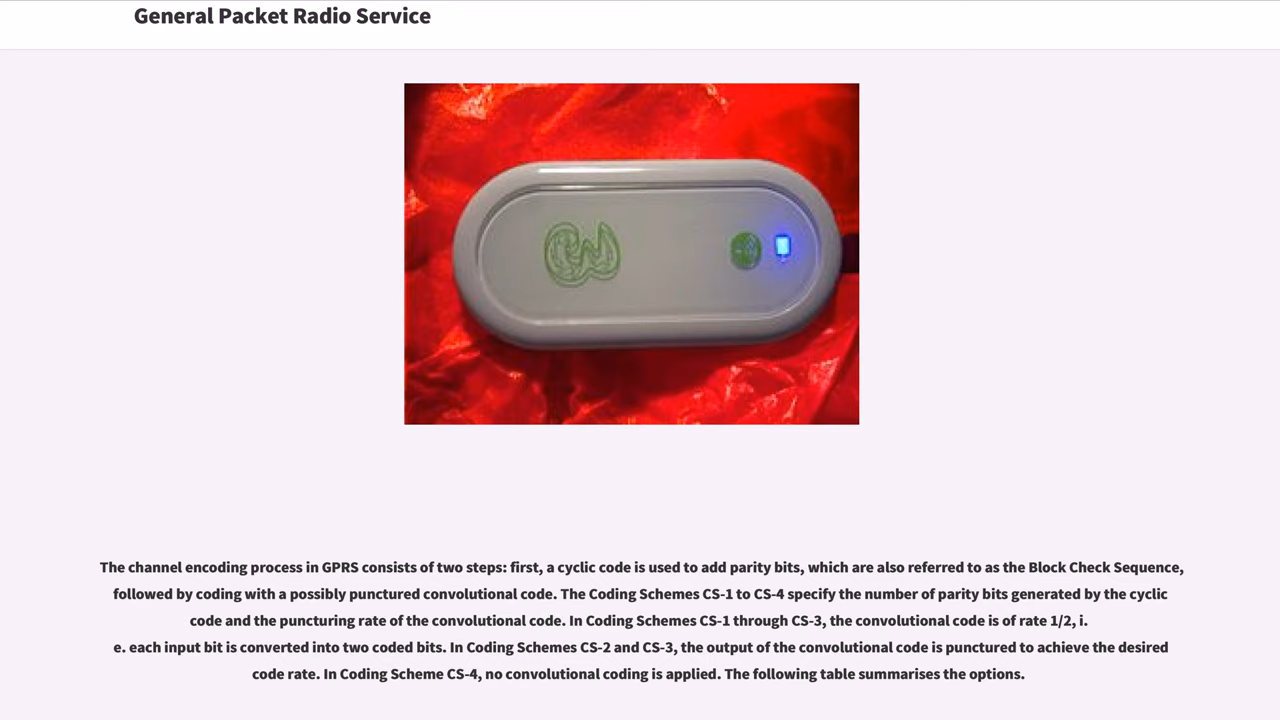 General Packet Radio Service
The channel encoding process in GPRS consists of two steps: first, a cyclic code is used to add parity bits, which are also referred to as the Block Check Sequence,
followed by coding with a possibly punctured convolutional code. The Coding Schemes CS-1 to CS-4 specify the number of parity bits generated by the cyclic
code and the puncturing rate of the convolutional code. In Coding Schemes CS-1 through CS-3, the convolutional code is of rate 1/2, i.
e. each input bit is converted into two coded bits. In Coding Schemes CS-2 and CS-3, the output of the convolutional code is punctured to achieve the desired
code rate. In Coding Scheme CS-4, no convolutional coding is applied. The following table summarises the options.